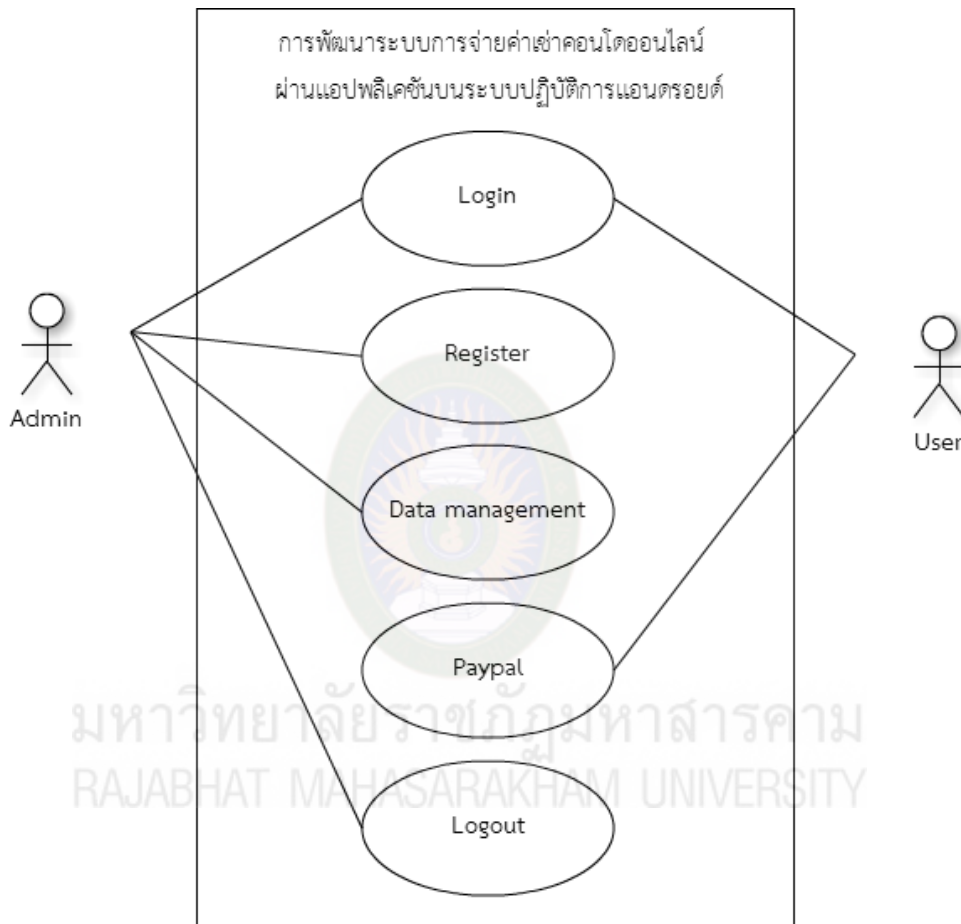 การพัฒนาระบบการจ่ายค่าเช่าคอนโดออนไลน์
ผ่านแอปพลิเคชันบนระบบปฏิบัติการแอนดรอยด์
Login
Register
Admin
User
Data management
Paypal
มหาวิทยาลัยราชภัฏมหาสารคาม
RAJABHAT MAHASARAKHAM UNIVERSITY
Logout